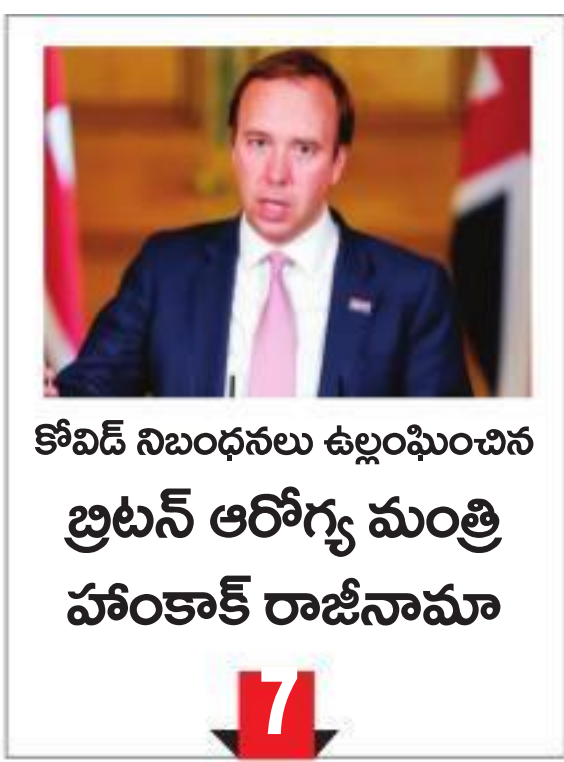 కోవిడ్ నిబంధనలు ఉల్లంఘించిన
బ్రిటన్ ఆరోగ్య మంత్రి
హాంకాక్ రాజీనామా
7